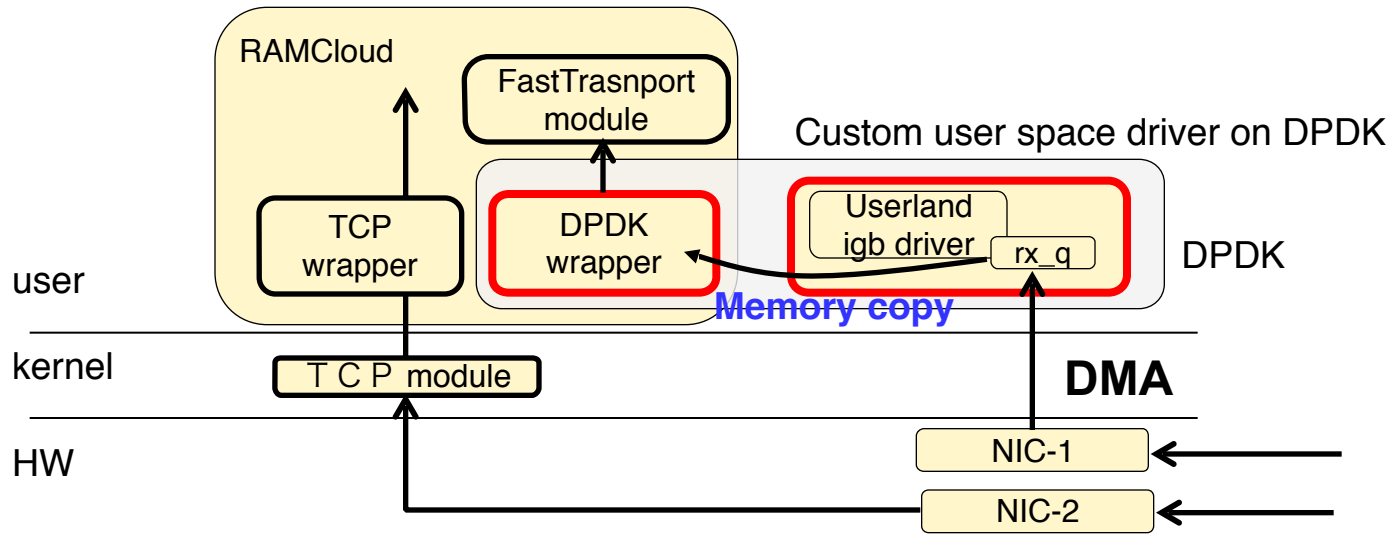 RAMCloud
FastTrasnport
module
Custom user space driver on DPDK
TCP
wrapper
DPDK
wrapper
Userland
igb driver
rx_q
DPDK
user
Memory copy
kernel
ＴＣＰ module
DMA
HW
NIC-1
NIC-2